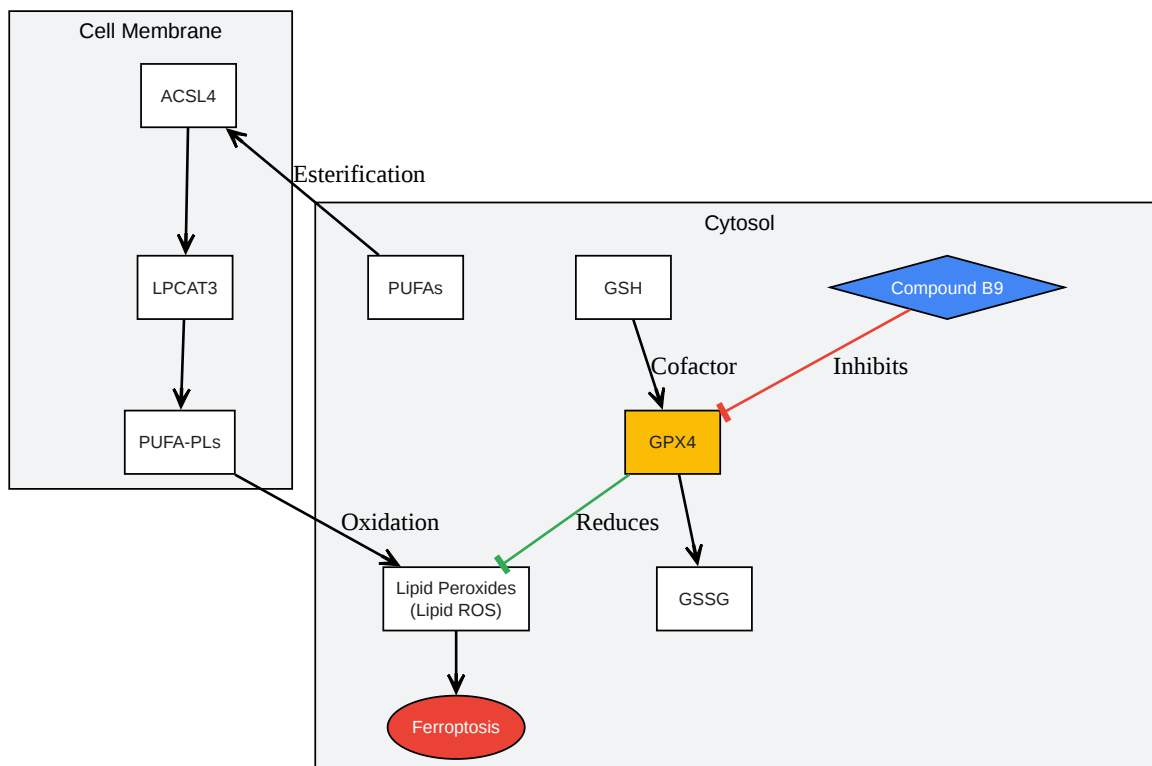 Cell Membrane
ACSL4
Esterification
Cytosol
LPCAT3
PUFAs
GSH
Compound B9
Cofactor
Inhibits
PUFA-PLs
GPX4
Oxidation
Reduces
Lipid Peroxides
(Lipid ROS)
GSSG
Ferroptosis